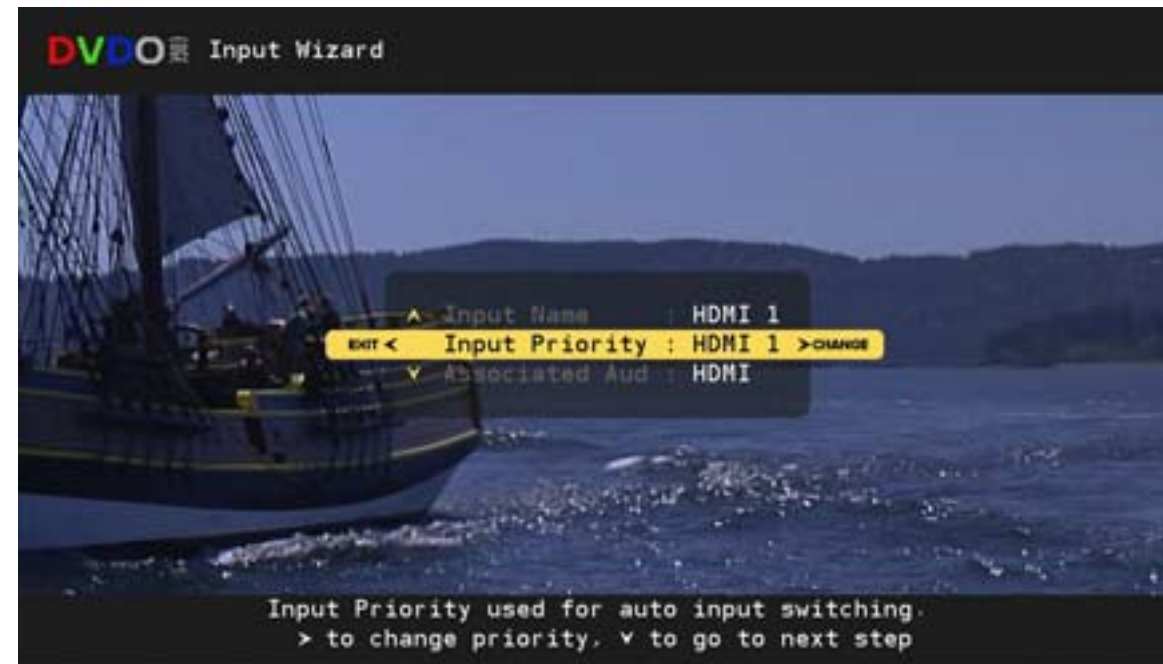 DVDO Input Wizard
∧ Input Name : HDMI 1
EXIT < Input Priority : HDMI 1 > CHANGE
∨ Associated Aud : HDMI
Input Priority used for auto input switching.
> to change priority, ∨ to go to next step